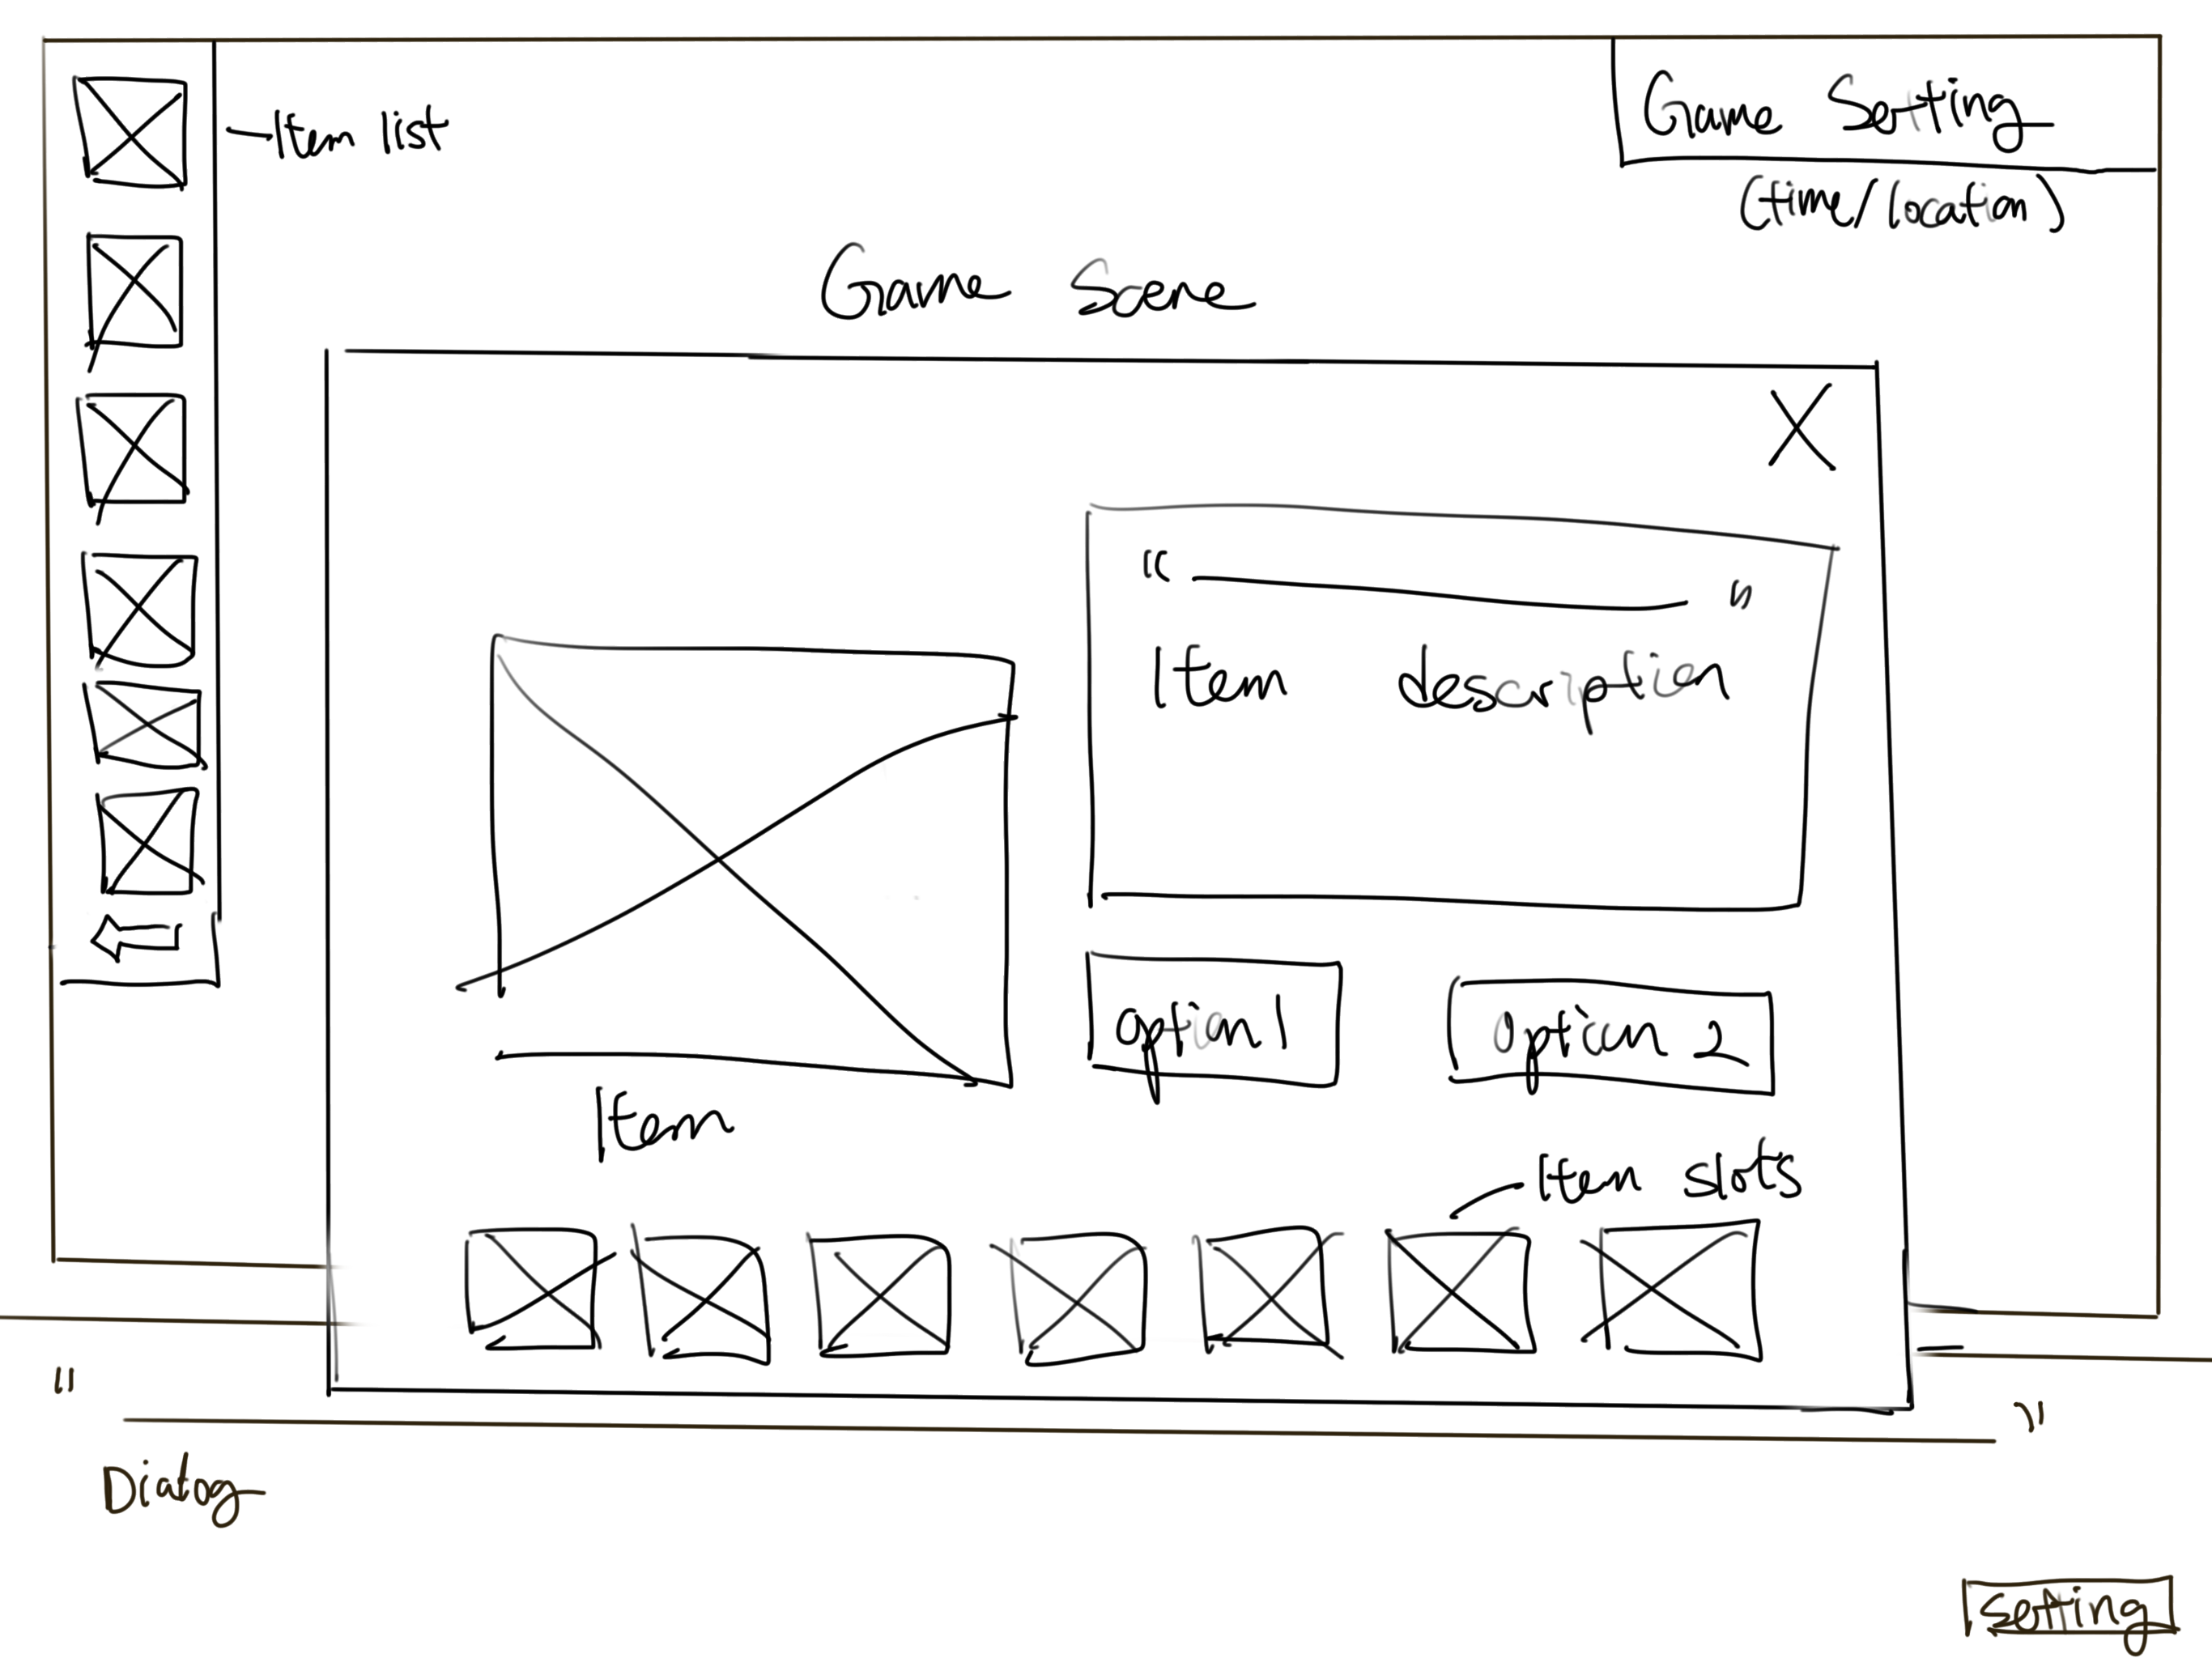 Item list
Game Setting
(time/location)
Game Scene
X
“ ”
Item description
option 1
option 2
Item
Item slots
" "
Dialog
setting